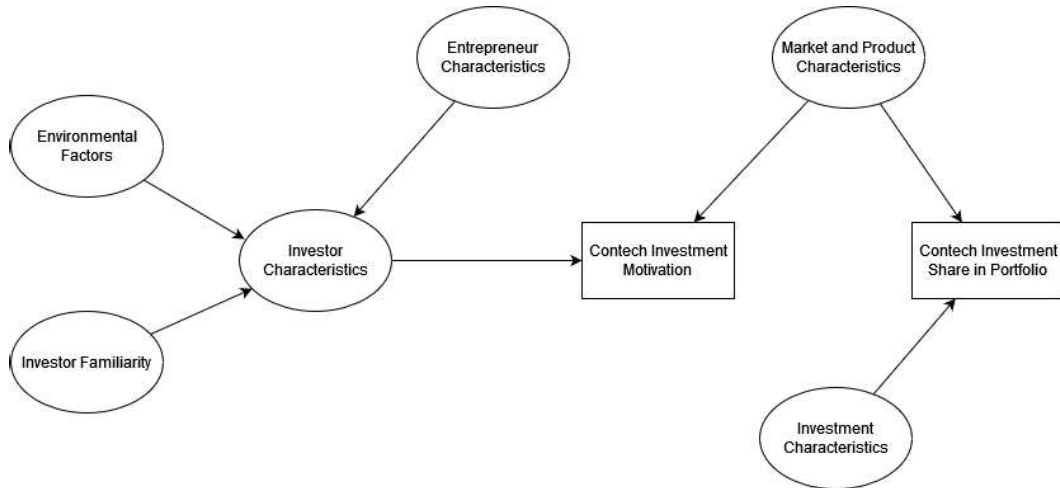 Entrepreneur
Characteristics
Market and Product
Characteristics
Environmental
Factors
Investor
Characteristics
Contech Investment
Motivation
Contech Investment
Share in Portfolio
Investor Familiarity
Investment
Characteristics